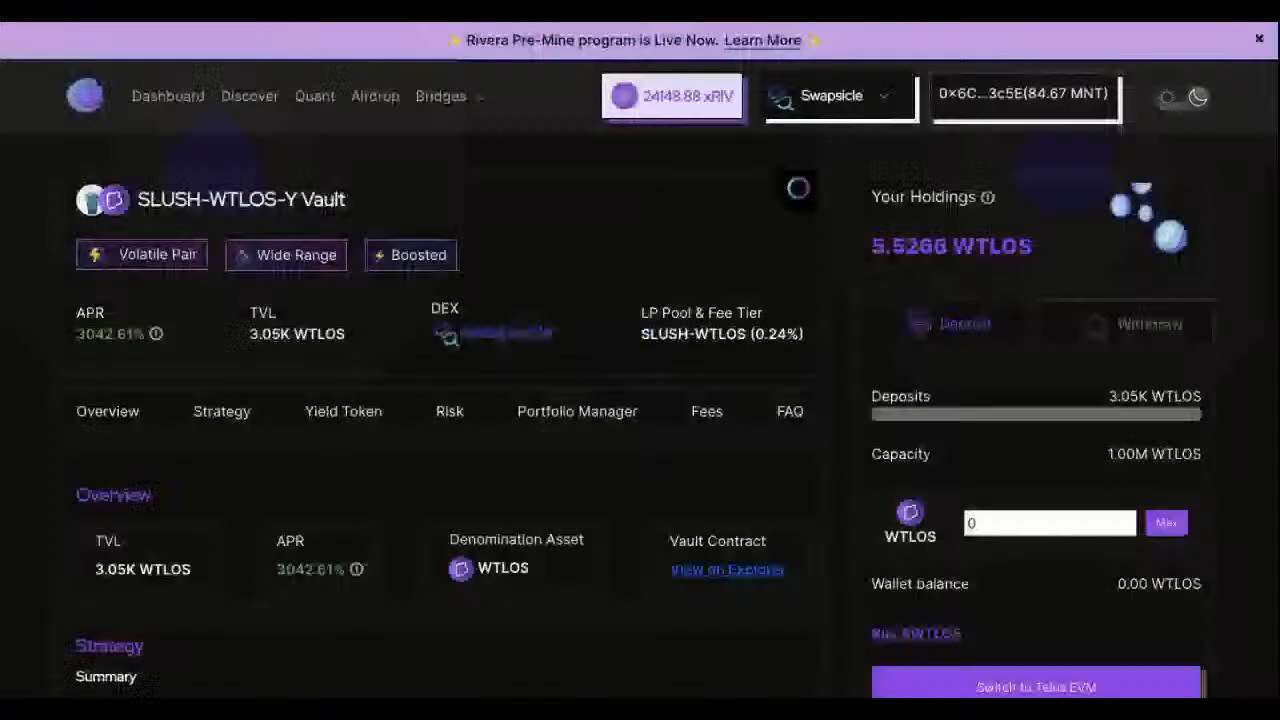 ✨ Rivera Pre-Mine program is Live Now. Learn More ✨ ×
Dashboard Discover Quant Airdrop Bridges 24148.88 xRIV Swapsicle 0x6C...3c5E(84.67 MNT)
SLUSH-WTLOS-Y Vault
Volatile Pair Wide Range Boosted
APR TVL DEX LP Pool & Fee Tier
3042.61% 3.05K WTLOS SLUSH-WTLOS (0.24%)
Overview Strategy Yield Token Risk Portfolio Manager Fees FAQ
Overview
TVL APR Denomination Asset Vault Contract
3.05K WTLOS 3042.61% WTLOS View on Explorer
Strategy
Summary
Your Holdings
5.5266 WTLOS
Deposit Withdraw
Deposits 3.05K WTLOS
Capacity 1.00M WTLOS
WTLOS 0 Max
Wallet balance 0.00 WTLOS
Buy $WTLOS
Switch to Telos EVM